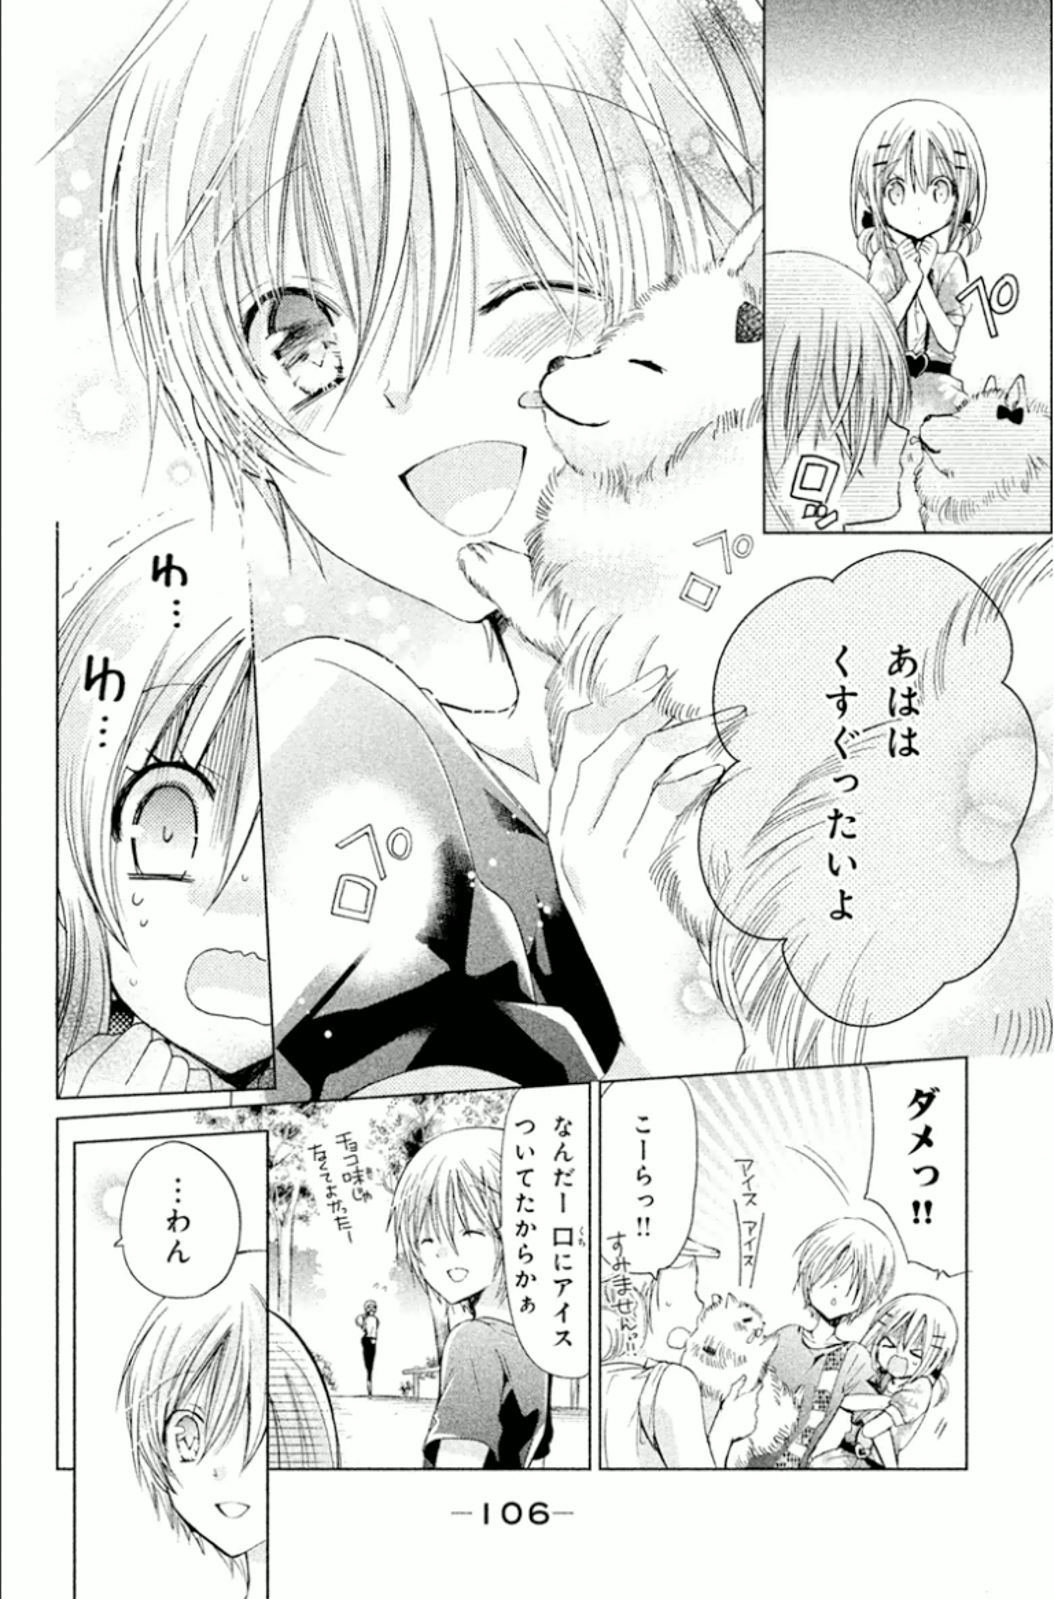 ペ
ロッ
ペロ
あはは
くすぐったいよ
ペロ
ゆ…
ゆ…
ダメっ!!
アイス アイス
こーらっ!!
すみません…!!
なんだー 口にアイス
くち
ついてたからかぁ
チョコ味じゃ
なくてよかったー
…わん
—106—